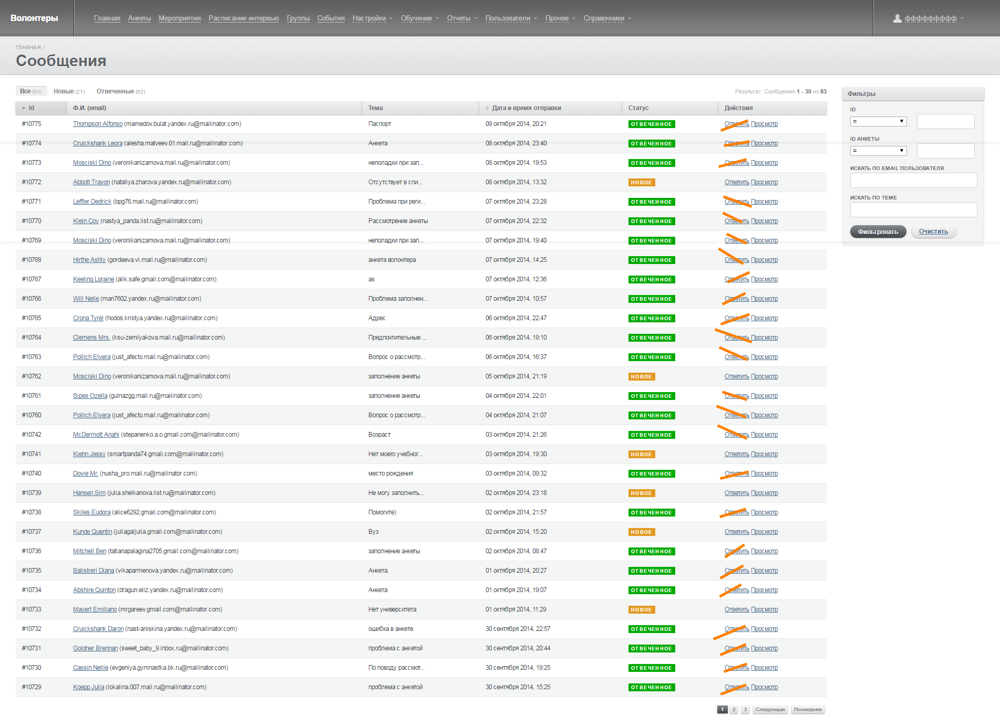 Волонтеры Главная Анкеты Мероприятия Расписание интервью Группы События Настройки Обучение Отчеты Пользователи Прочее Справочники фффффффффф
ГЛАВНАЯ /
Сообщения
Все (83) Новые (21) Отвеченные (62) Результат: Сообщения 1 - 30 из 83
Id Ф.И. (email) Тема Дата и время отправки Статус Действия
#10775 Thompson Alfonso (mamedov.bulat.yandex.ru@mailinator.com) Паспорт 09 октября 2014, 20:21 ОТВЕЧЕННОЕ Ответить Просмотр
#10774 Cruickshank Leora (alesha.matveev.01.mail.ru@mailinator.com) Анкета 08 октября 2014, 23:40 ОТВЕЧЕННОЕ Ответить Просмотр
#10773 Mosciski Dino (veronikanizamova.mail.ru@mailinator.com) неполадки при зап... 08 октября 2014, 19:53 ОТВЕЧЕННОЕ Ответить Просмотр
#10772 Abbott Travon (nataliya.zharova.yandex.ru@mailinator.com) Отсутствует в спи... 08 октября 2014, 13:32 НОВОЕ Ответить Просмотр
#10771 Leffler Dedrick (bpg76.mail.ru@mailinator.com) Проблема при реги... 07 октября 2014, 23:28 ОТВЕЧЕННОЕ Ответить Просмотр
#10770 Klein Coy (nastya_panda.list.ru@mailinator.com) Рассмотрение анкеты 07 октября 2014, 22:32 ОТВЕЧЕННОЕ Ответить Просмотр
#10769 Mosciski Dino (veronikanizamova.mail.ru@mailinator.com) неполадки при зап... 07 октября 2014, 19:40 ОТВЕЧЕННОЕ Ответить Просмотр
#10768 Hirthe Ashly (gordeeva.vl.mail.ru@mailinator.com) анкета волонтера 07 октября 2014, 14:25 ОТВЕЧЕННОЕ Ответить Просмотр
#10767 Keeling Loraine (alik.safe.gmail.com@mailinator.com) as 07 октября 2014, 12:36 ОТВЕЧЕННОЕ Ответить Просмотр
#10766 Will Nelle (man7602.yandex.ru@mailinator.com) Проблема заполнен... 07 октября 2014, 10:57 ОТВЕЧЕННОЕ Ответить Просмотр
#10765 Crona Tyrel (hodos.kristya.yandex.ru@mailinator.com) Адрес 06 октября 2014, 22:47 ОТВЕЧЕННОЕ Ответить Просмотр
#10764 Clemens Mrs. (ksu-zemlyakova.mail.ru@mailinator.com) Предпочтительные ... 06 октября 2014, 19:10 ОТВЕЧЕННОЕ Ответить Просмотр
#10763 Pollich Elvera (just_afecto.mail.ru@mailinator.com) Вопрос о рассмотр... 06 октября 2014, 16:37 ОТВЕЧЕННОЕ Ответить Просмотр
#10762 Mosciski Dino (veronikanizamova.mail.ru@mailinator.com) заполнение анкеты 05 октября 2014, 21:19 НОВОЕ Ответить Просмотр
#10761 Sipes Ozella (gulnazgg.mail.ru@mailinator.com) заполнение анкеты 04 октября 2014, 22:01 ОТВЕЧЕННОЕ Ответить Просмотр
#10760 Pollich Elvera (just_afecto.mail.ru@mailinator.com) Вопрос о рассмотр... 04 октября 2014, 21:07 ОТВЕЧЕННОЕ Ответить Просмотр
#10742 McDermott Anahi (stepanenko.a.o.gmail.com@mailinator.com) Возраст 03 октября 2014, 21:26 ОТВЕЧЕННОЕ Ответить Просмотр
#10741 Kiehn Jessy (smartpanda74.gmail.com@mailinator.com) Нет моего учебног... 03 октября 2014, 19:30 НОВОЕ Ответить Просмотр
#10740 Dovie Mr. (nusha_pro.mail.ru@mailinator.com) место рождения 03 октября 2014, 09:32 ОТВЕЧЕННОЕ Ответить Просмотр
#10739 Hansen Sim (julia.shelkanova.list.ru@mailinator.com) Не могу заполнить... 02 октября 2014, 23:18 НОВОЕ Ответить Просмотр
#10738 Skiles Eudora (alice6292.gmail.com@mailinator.com) Помогите) 02 октября 2014, 21:57 ОТВЕЧЕННОЕ Ответить Просмотр
#10737 Kunde Quentin (juliagaljulia.gmail.com@mailinator.com) Вуз 02 октября 2014, 15:20 НОВОЕ Ответить Просмотр
#10736 Mitchell Ben (tatianapalagina2705.gmail.com@mailinator.com) заполнение анкеты 02 октября 2014, 08:47 ОТВЕЧЕННОЕ Ответить Просмотр
#10735 Balistreri Diana (vikaparmenova.yandex.ru@mailinator.com) Анкета. 01 октября 2014, 20:27 ОТВЕЧЕННОЕ Ответить Просмотр
#10734 Abshire Quinton (dragun.eliz.yandex.ru@mailinator.com) Анкета 01 октября 2014, 19:07 ОТВЕЧЕННОЕ Ответить Просмотр
#10733 Mayert Emiliano (mrgareev.gmail.com@mailinator.com) Нет университета 01 октября 2014, 11:29 НОВОЕ Ответить Просмотр
#10732 Cruickshank Daron (nast-aniskina.yandex.ru@mailinator.com) ошибка в анкете 30 сентября 2014, 22:57 ОТВЕЧЕННОЕ Ответить Просмотр
#10731 Goldner Brennan (sweet_baby_9.inbox.ru@mailinator.com) проблема с анкетой 30 сентября 2014, 20:44 ОТВЕЧЕННОЕ Ответить Просмотр
#10730 Cassin Nellie (evgeniya.gymnastka.bk.ru@mailinator.com) По поводу рассмот... 30 сентября 2014, 19:25 ОТВЕЧЕННОЕ Ответить Просмотр
#10729 Koepp Julia (lokalina.007.mail.ru@mailinator.com) проблема с анкетой 30 сентября 2014, 15:25 ОТВЕЧЕННОЕ Ответить Просмотр
1 2 3 Следующая Последняя
Фильтры
ID
=
ID АНКЕТЫ
=
ИСКАТЬ ПО EMAIL ПОЛЬЗОВАТЕЛЯ
ИСКАТЬ ПО ТЕМЕ
Фильтровать Очистить